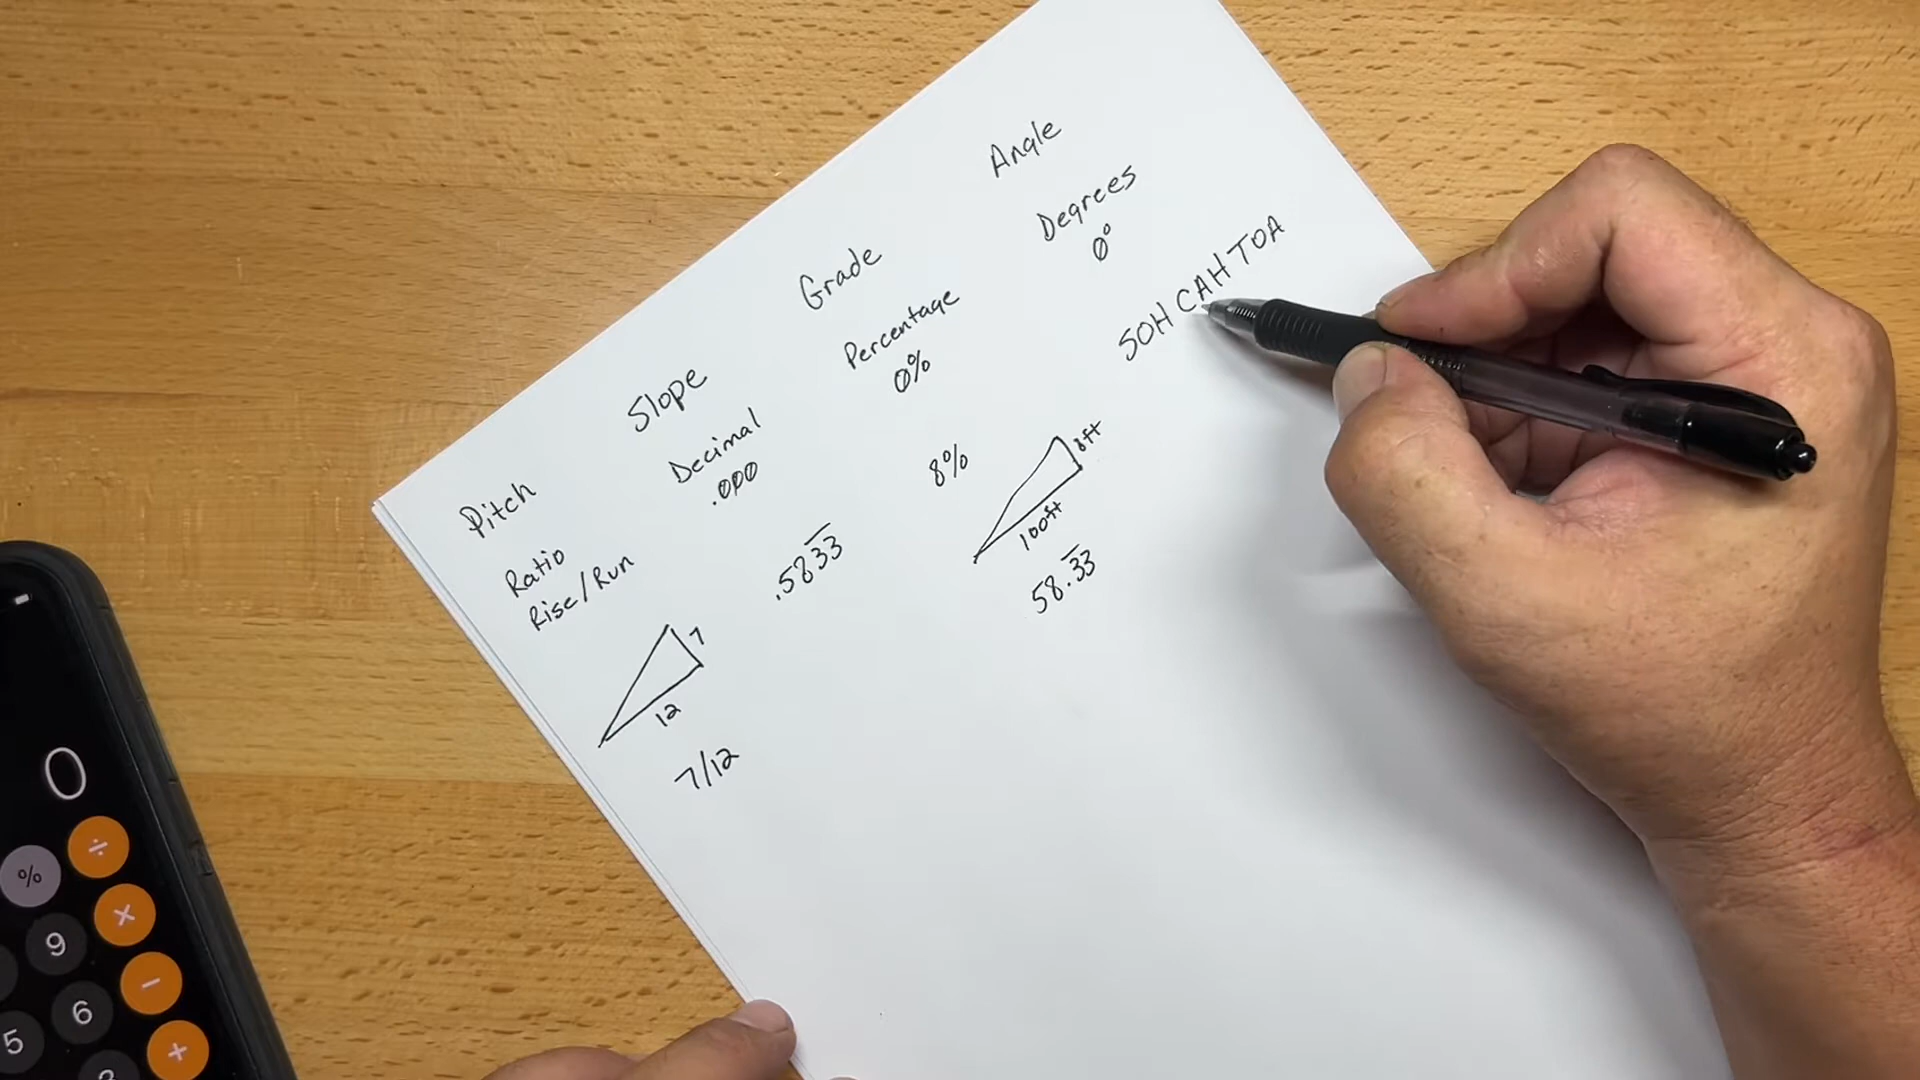 Pitch
Ratio
Rise/Run
7
12
7/12
Slope
Decimal
.000
.5833
Grade
Percentage
0%
8%
8ft
100ft
58.33
Angle
Degrees
0°
SOH CAH TOA
0
% ÷
9 ×
6 −
5
+